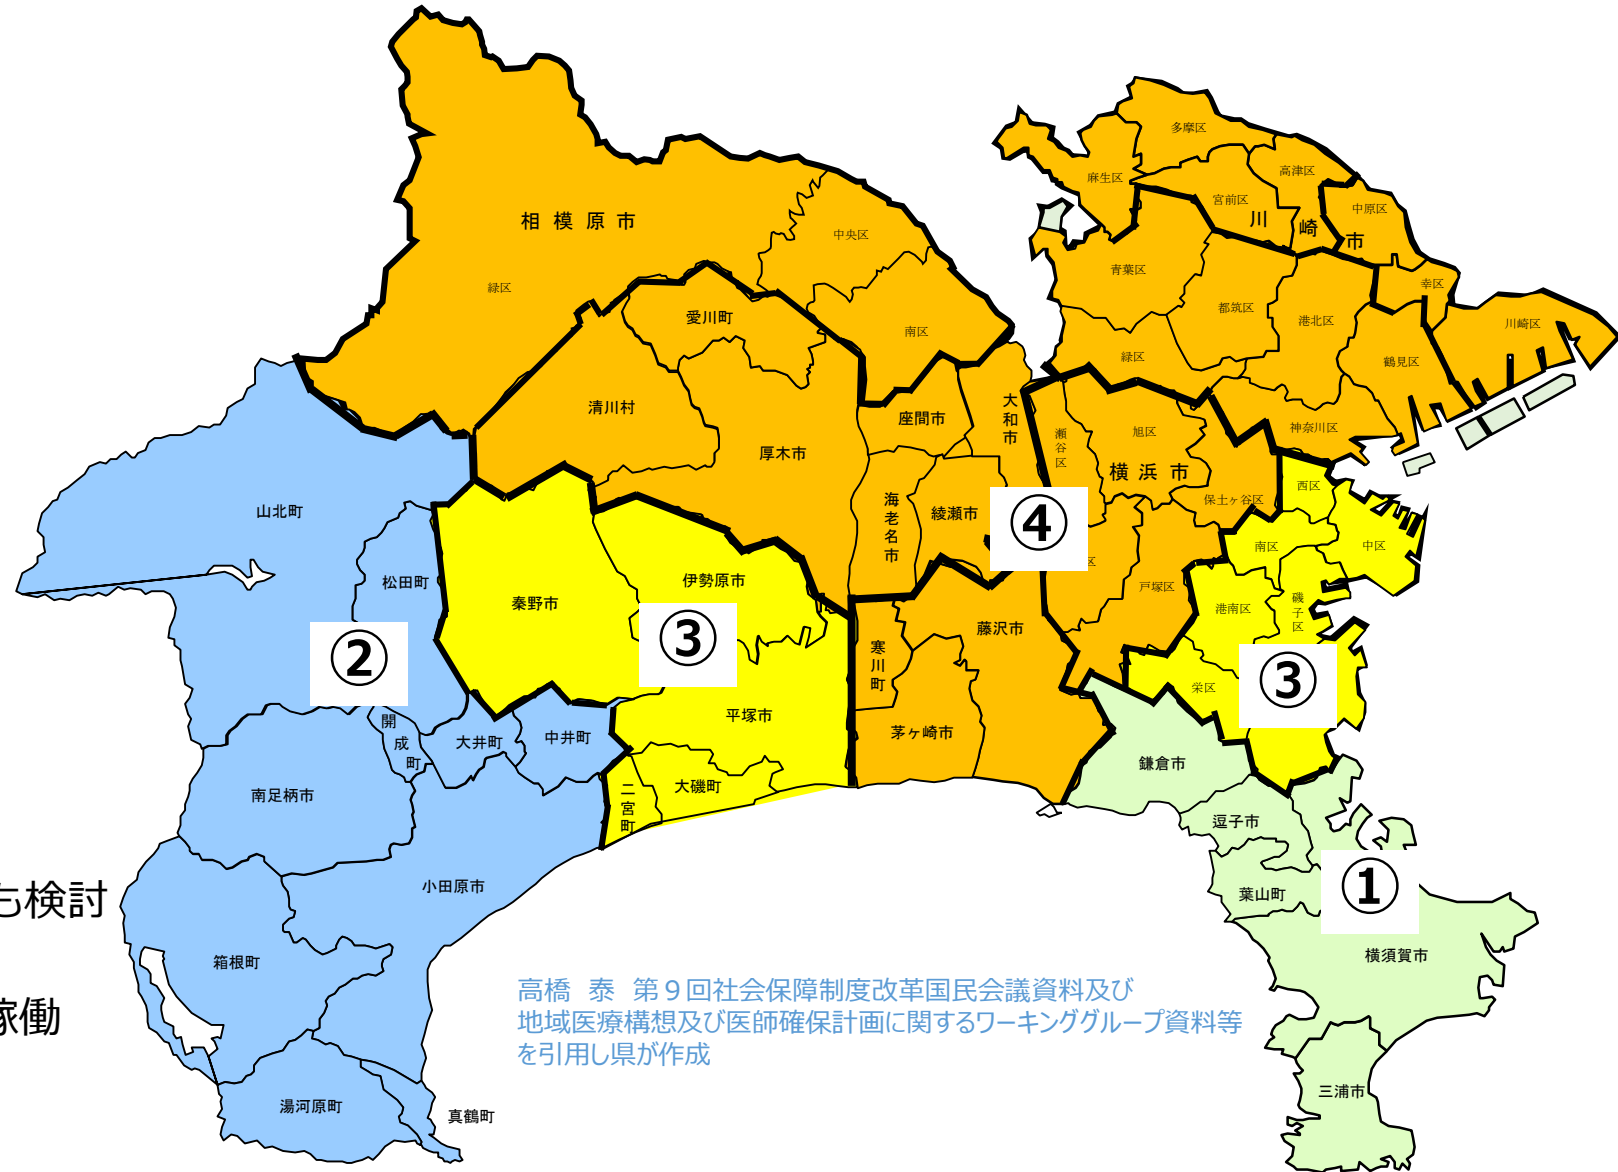 多摩区
麻生区
高津区
宮前区
中原区
川崎市
相模原市
中央区
緑区
南区
青葉区
都筑区
港北区
幸区
川崎区
鶴見区
緑区
神奈川区
愛川町
清川村
厚木市
座間市
大和市
瀬谷区
旭区
横浜市
保土ヶ谷区
西区
中区
南区
海老名市
綾瀬市
④
区
戸塚区
港南区
磯子区
栄区
③
山北町
松田町
秦野市
伊勢原市
②
③
寒川町
藤沢市
茅ヶ崎市
平塚市
開成町
大井町
中井町
二宮町
大磯町
鎌倉市
逗子市
葉山町
①
横須賀市
三浦市
南足柄市
小田原市
箱根町
湯河原町
真鶴町
も検討
稼働
高橋 泰 第9回社会保障制度改革国民会議資料及び
地域医療構想及び医師確保計画に関するワーキンググループ資料等
を引用し県が作成